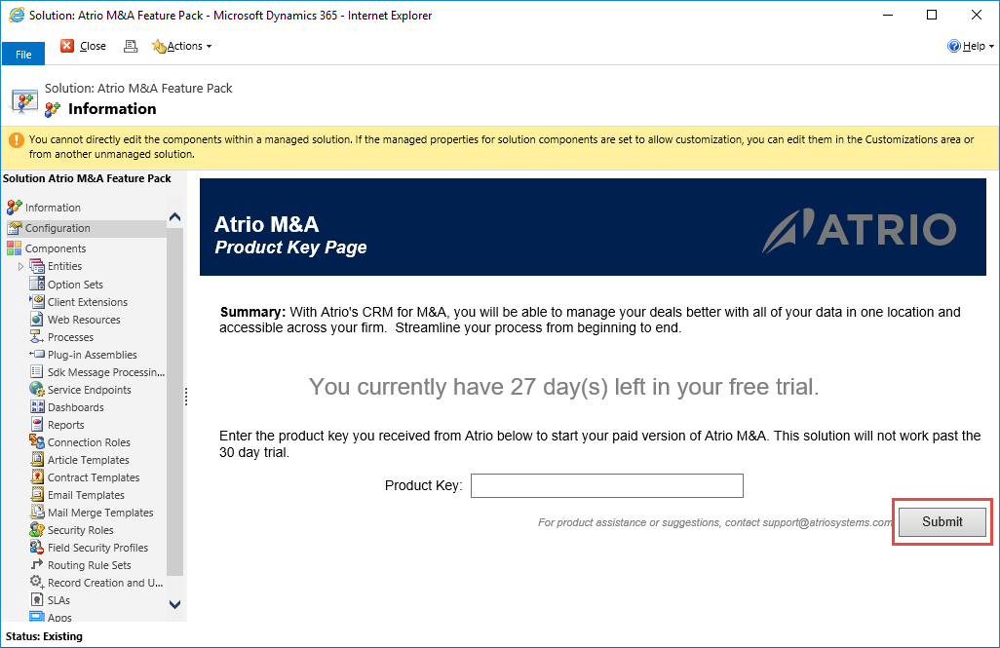 Solution: Atrio M&A Feature Pack - Microsoft Dynamics 365 - Internet Explorer
File
Close
Actions
Help
Solution: Atrio M&A Feature Pack
Information
You cannot directly edit the components within a managed solution. If the managed properties for solution components are set to allow customization, you can edit them in the Customizations area or
from another unmanaged solution.
Solution Atrio M&A Feature Pack
Information
Configuration
Components
Entities
Option Sets
Client Extensions
Web Resources
Processes
Plug-in Assemblies
Sdk Message Processin...
Service Endpoints
Dashboards
Reports
Connection Roles
Article Templates
Contract Templates
Email Templates
Mail Merge Templates
Security Roles
Field Security Profiles
Routing Rule Sets
Record Creation and U...
SLAs
Apps
Atrio M&A
Product Key Page
ATRIO
Summary: With Atrio's CRM for M&A, you will be able to manage your deals better with all of your data in one location and
accessible across your firm. Streamline your process from beginning to end.
You currently have 27 day(s) left in your free trial.
Enter the product key you received from Atrio below to start your paid version of Atrio M&A. This solution will not work past the
30 day trial.
Product Key:
For product assistance or suggestions, contact support@atriosystems.com
Submit
Status: Existing